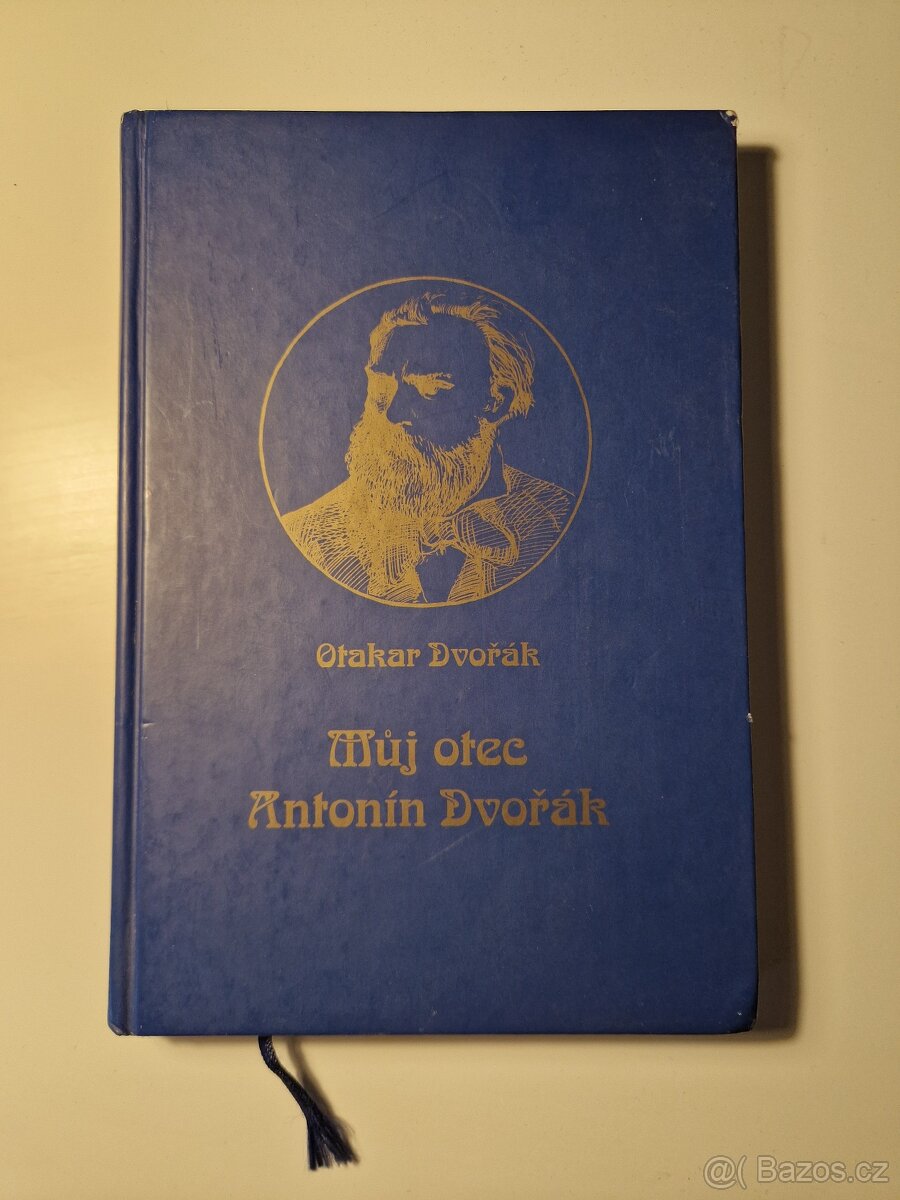 Otakar Dvořák
Můj otec
Antonín Dvořák
@( Bazos.cz